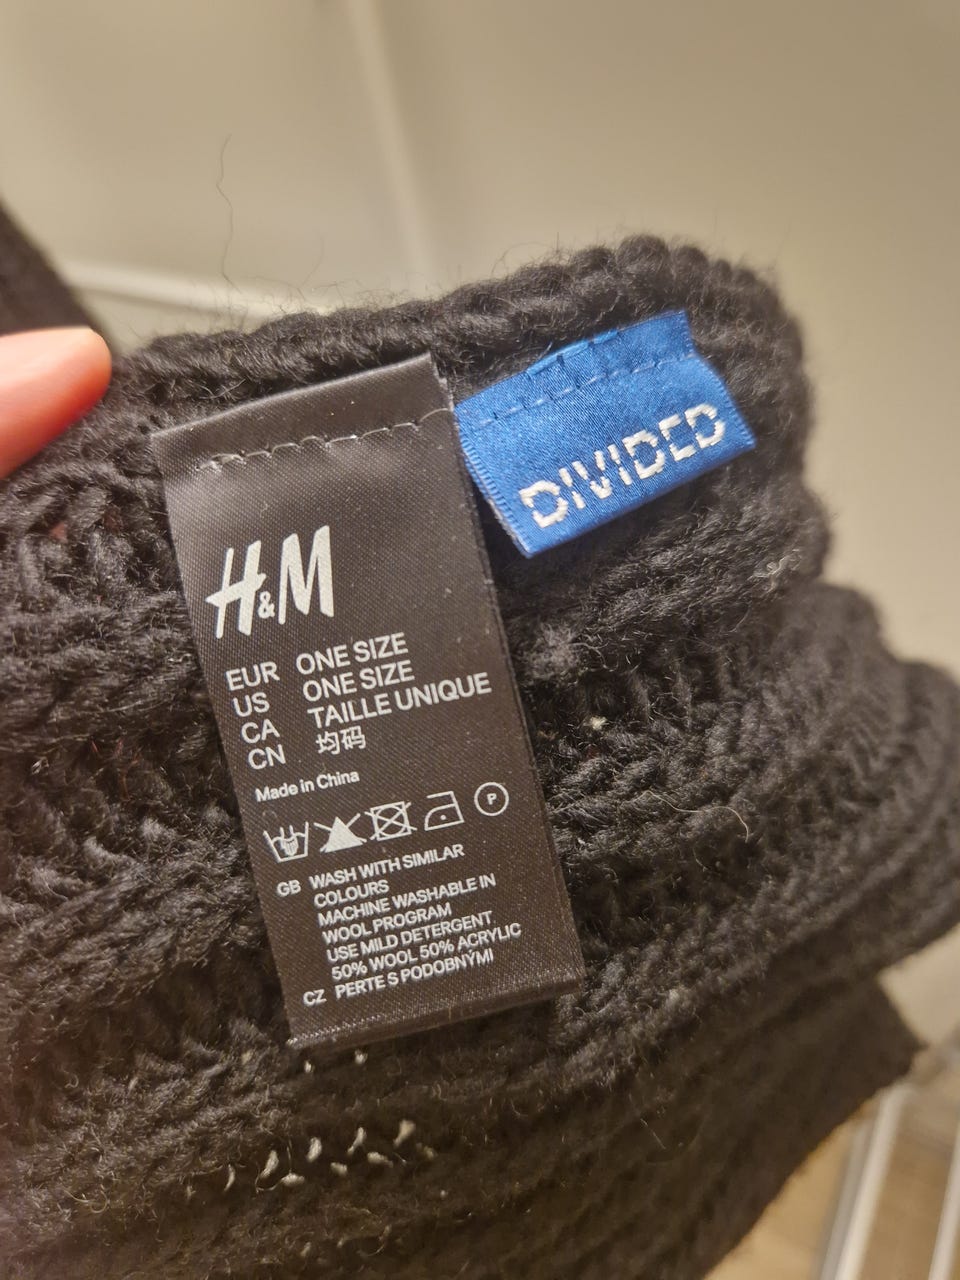 DIVIDED
H&M
EUR ONE SIZE
US ONE SIZE
CA TAILLE UNIQUE
CN 均码
Made in China
P
GB WASH WITH SIMILAR
COLOURS
MACHINE WASHABLE IN
WOOL PROGRAM
USE MILD DETERGENT
50% WOOL 50% ACRYLIC
CZ PERTE S PODOBNÝMI